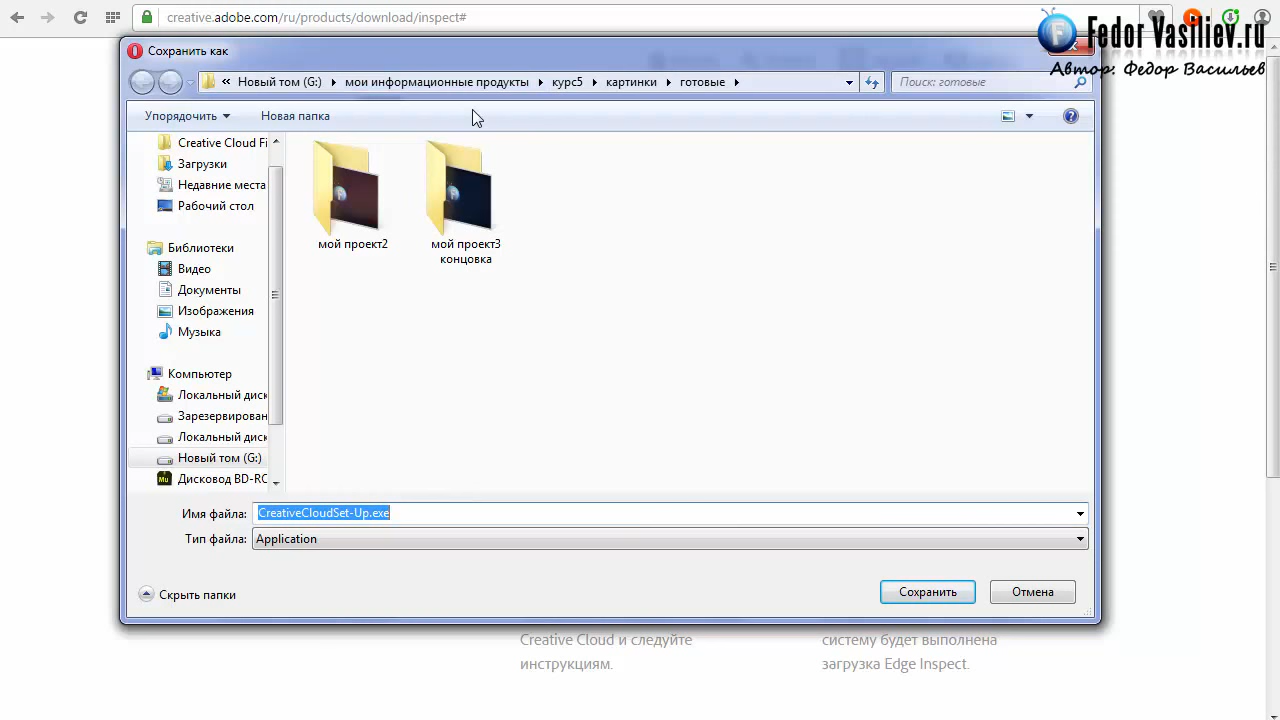 creative.adobe.com/ru/products/download/inspect#
Fedor Vasiliev.ru
Автор: Федор Васильев
Сохранить как
« Новый том (G:) мои информационные продукты курс5 картинки готовые
Поиск: готовые
Упорядочить Новая папка
Creative Cloud Fi
Загрузки
Недавние места
Рабочий стол
Библиотеки
Видео
Документы
Изображения
Музыка
Компьютер
Локальный диск
Зарезервирован
Локальный диск
Новый том (G:)
Mu Дисковод BD-RO
мой проект2
мой проект3
концовка
Имя файла: CreativeCloudSet-Up.exe
Тип файла: Application
Скрыть папки
Сохранить Отмена
Creative Cloud и следуйте
инструкциям.
систему будет выполнена
загрузка Edge Inspect.